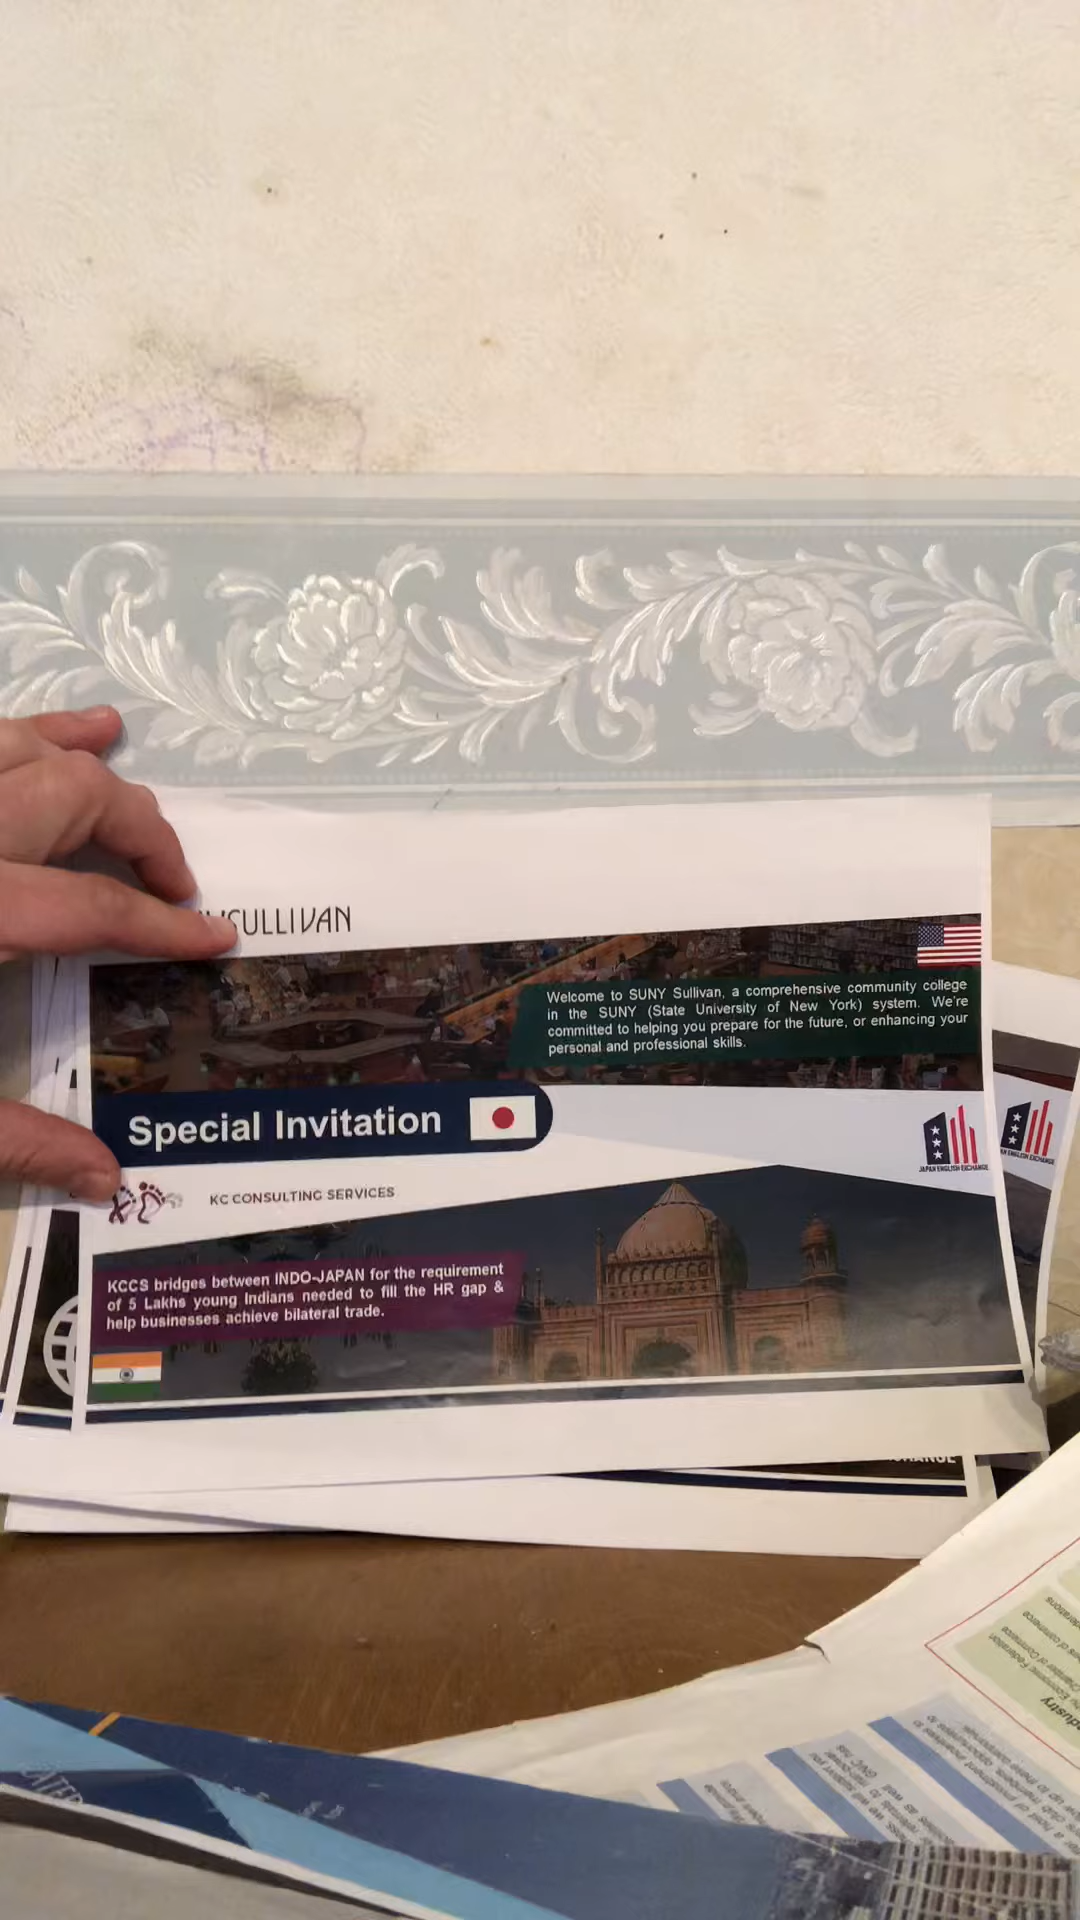 SULLIVAN
Welcome to SUNY Sullivan, a comprehensive community college
in the SUNY (State University of New York) system. We're
committed to helping you prepare for the future, or enhancing your
personal and professional skills.
Special Invitation
JAPAN ENGLISH EXCHANGE
ENGLISH EXCHANGE
KC CONSULTING SERVICES
KCCS bridges between INDO-JAPAN for the requirement
of 5 Lakhs young Indians needed to fill the HR gap &
help businesses achieve bilateral trade.